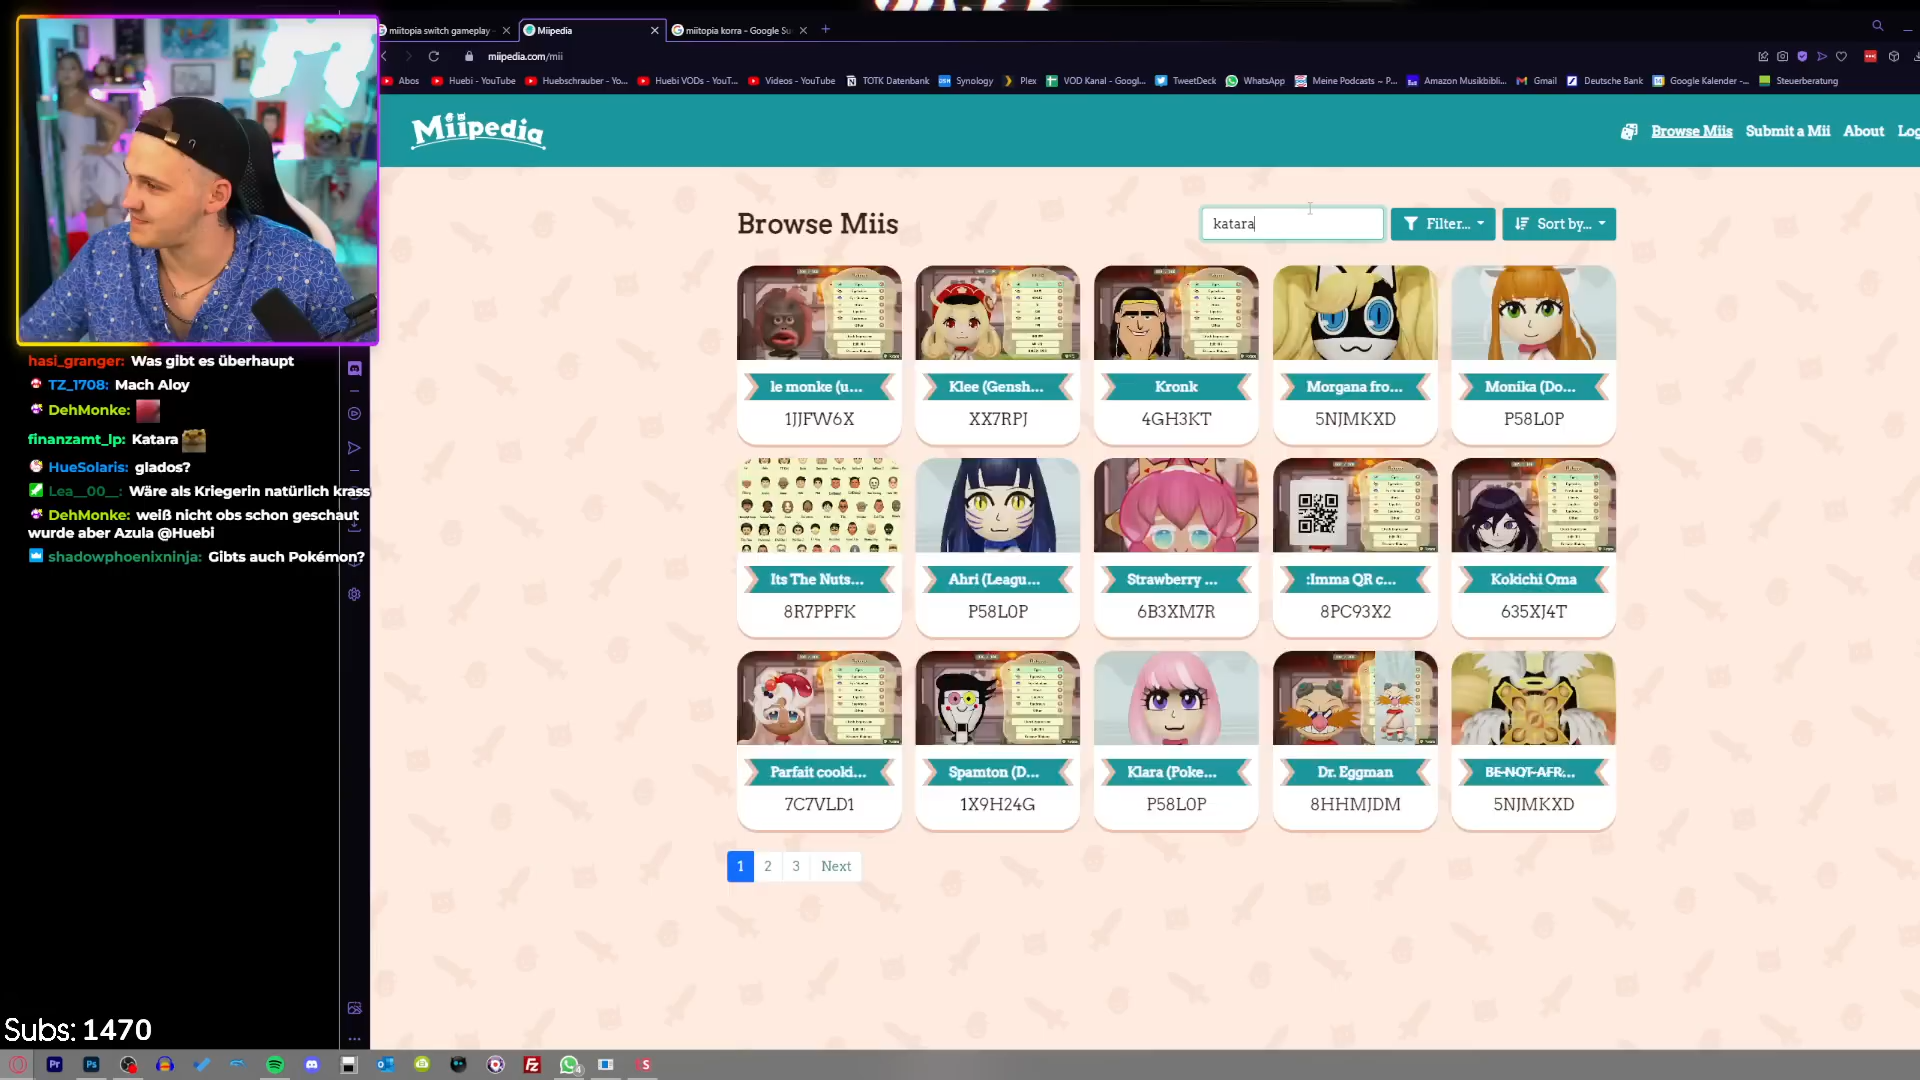 miitopia switch gameplay
Miipedia
miitopia korra - Google Su
miipedia.com/mii
Abos
Huebi - YouTube
Huebschrauber - Yo...
Huebi VODs - YouT...
Videos - YouTube
TOTK Datenbank
Synology
Plex
VOD Kanal - Googl...
TweetDeck
WhatsApp
Meine Podcasts ~ P...
Amazon Musikbibli...
Gmail
Deutsche Bank
Google Kalender -...
Steuerberatung
Miipedia
Browse Miis
Submit a Mii
About
Log
Browse Miis
katara
Filter...
Sort by...
le monke (u...
Klee (Gensh...
Kronk
Morgana fro...
Monika (Do...
1JJFW6X
XX7RPJ
4GH3KT
5NJMKXD
P58L0P
Its The Nuts...
Ahri (Leagu...
Strawberry ...
:Imma QR c...
Kokichi Oma
8R7PPFK
P58L0P
6B3XM7R
8PC93X2
635XJ4T
Parfait cooki...
Spamton (D...
Klara (Poke...
Dr. Eggman
BE-NOT-AFR...
7C7VLD1
1X9H24G
P58L0P
8HHMJDM
5NJMKXD
1
2
3
Next
hasi_granger: Was gibt es überhaupt
TZ_1708: Mach Aloy
DehMonke:
finanzamt_lp: Katara
HueSolaris: glados?
Lea__00__: Wäre als Kriegerin natürlich krass
DehMonke: weiß nicht obs schon geschaut
wurde aber Azula @Huebi
shadowphoenixninja: Gibts auch Pokémon?
Subs: 1470